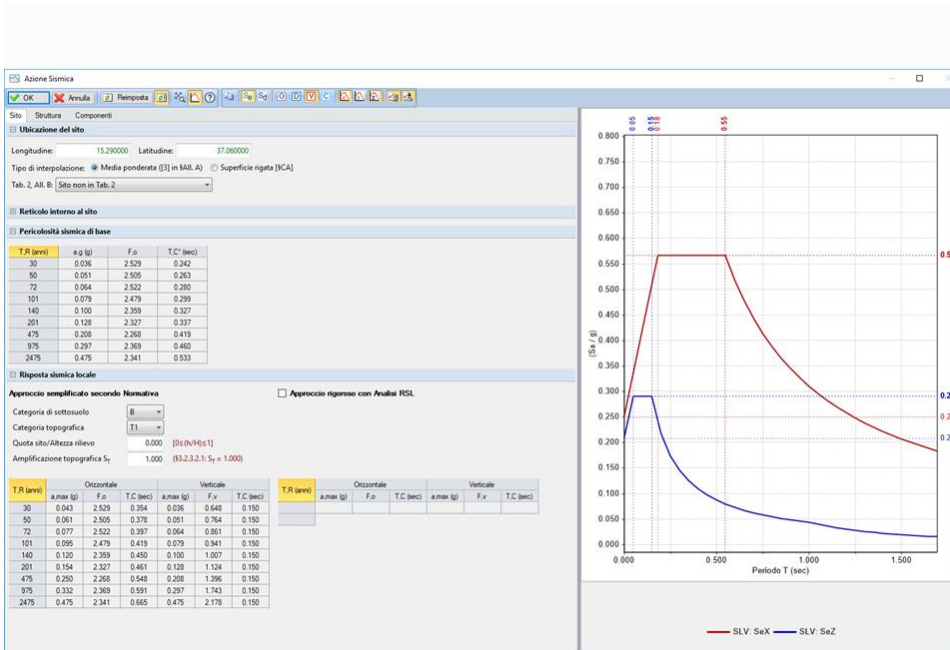 Azione Sismica
OK Annulla Reimposta
Sito Struttura Componenti
Ubicazione del sito
Longitudine: 15.290000 Latitudine: 37.060000
Tipo di interpolazione: Media ponderata ([3] in §All. A) Superficie rigata [§CA]
Tab. 2, All. B: Sito non in Tab. 2
Reticolo intorno al sito
Pericolosità sismica di base
T,R (anni) a,g (g) F,o T,C* (sec)
30 0.036 2.529 0.242
50 0.051 2.505 0.263
72 0.064 2.522 0.280
101 0.079 2.479 0.299
140 0.100 2.359 0.327
201 0.128 2.327 0.337
475 0.208 2.268 0.419
975 0.297 2.369 0.460
2475 0.475 2.341 0.533
Risposta sismica locale
Approccio semplificato secondo Normativa Approccio rigoroso con Analisi RSL
Categoria di sottosuolo B
Categoria topografica T1
Quota sito/Altezza rilievo 0.000 [0≤(h/H)≤1]
Amplificazione topografica ST 1.000 (§3.2.3.2.1: ST = 1.000)
T,R (anni) Orizzontale Verticale
a,max (g) F,o T,C (sec) a,max (g) F,v T,C (sec)
30 0.043 2.529 0.354 0.036 0.648 0.150
50 0.061 2.505 0.378 0.051 0.764 0.150
72 0.077 2.522 0.397 0.064 0.861 0.150
101 0.095 2.479 0.419 0.079 0.941 0.150
140 0.120 2.359 0.450 0.100 1.007 0.150
201 0.154 2.327 0.461 0.128 1.124 0.150
475 0.250 2.268 0.548 0.208 1.396 0.150
975 0.332 2.369 0.591 0.297 1.743 0.150
2475 0.475 2.341 0.665 0.475 2.178 0.150
T,R (anni) Orizzontale Verticale
a,max (g) F,o T,C (sec) a,max (g) F,v T,C (sec)
0.05 0.15 0.18 0.55
0.800
0.750
0.700
0.650
0.600
0.550
0.500
0.450
0.400
0.350
0.300
0.250
0.200
0.150
0.100
0.050
0.000
(Sa / g)
0.000 0.500 1.000 1.500
Periodo T (sec)
SLV: SeX SLV: SeZ